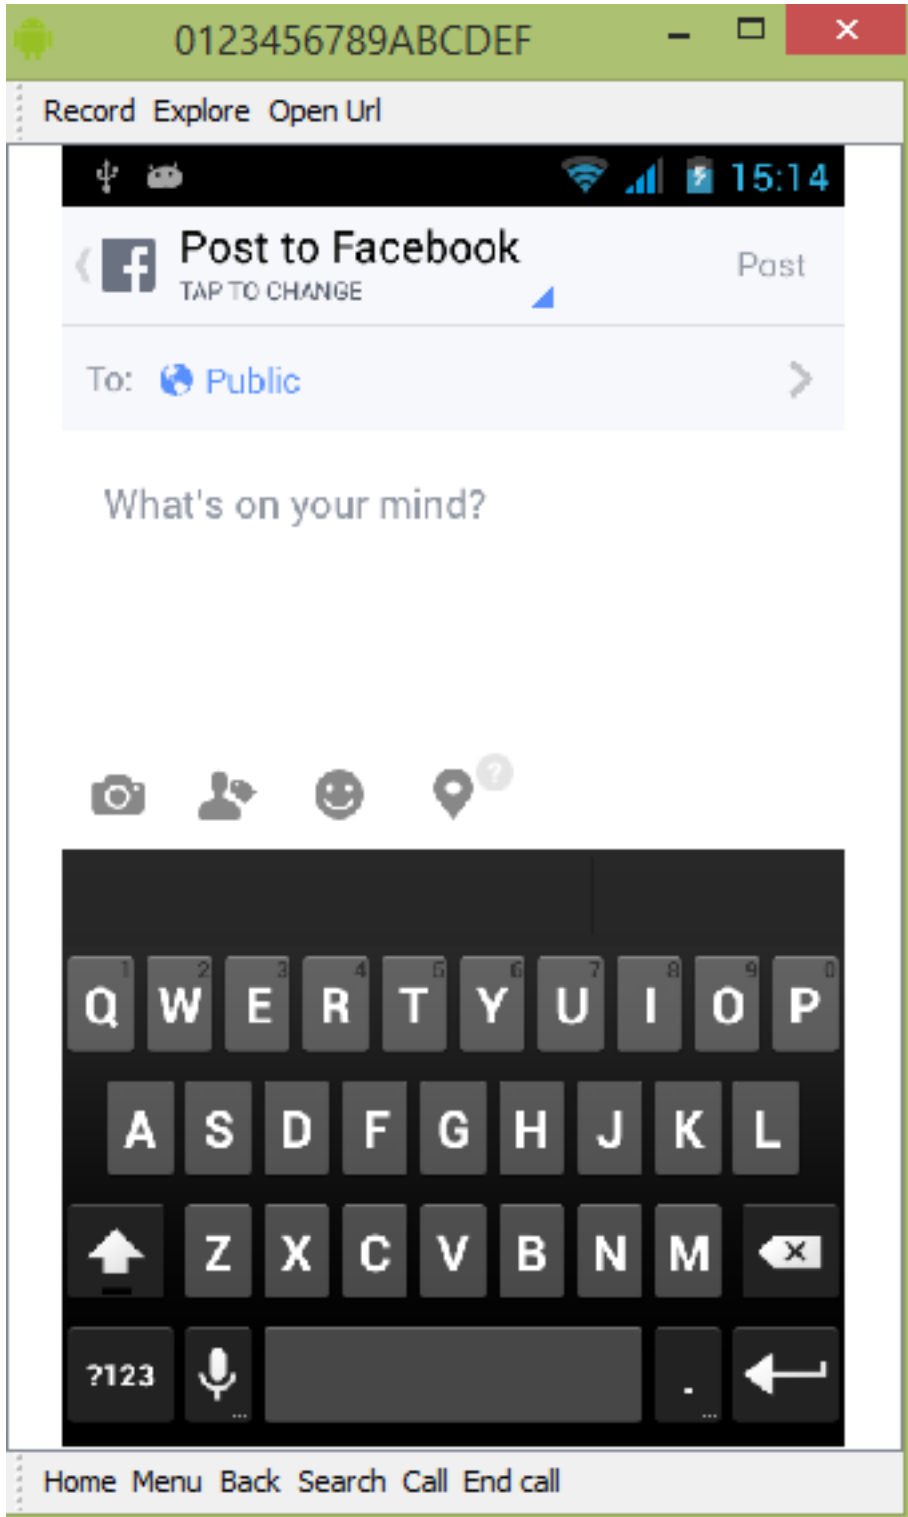 0123456789ABCDEF
Record Explore Open Url
15:14
Post to Facebook
TAP TO CHANGE
Post
To: Public
What's on your mind?
?
1 2 3 4 5 6 7 8 9 0
Q W E R T Y U I O P
A S D F G H J K L
Z X C V B N M
?123 ... . ...
Home Menu Back Search Call End call